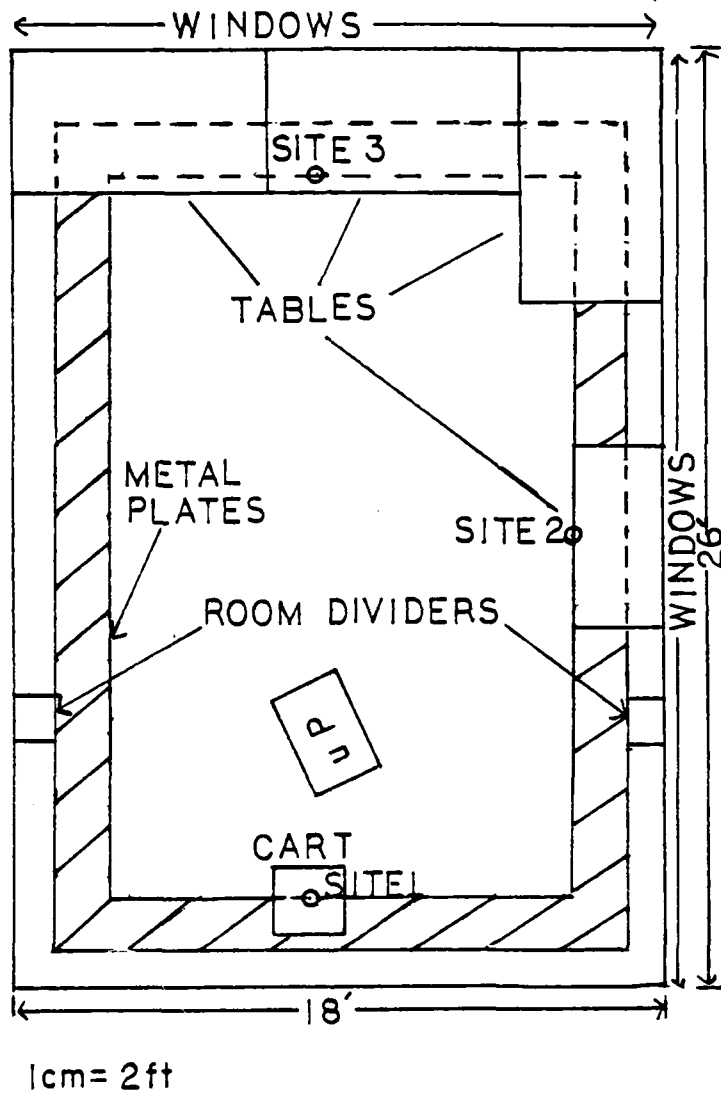 WINDOWS
SITE 3
TABLES
METAL
PLATES
SITE 2
WINDOWS
26'
ROOM DIVIDERS
UP
CART
SITE 1
18'
1cm= 2ft